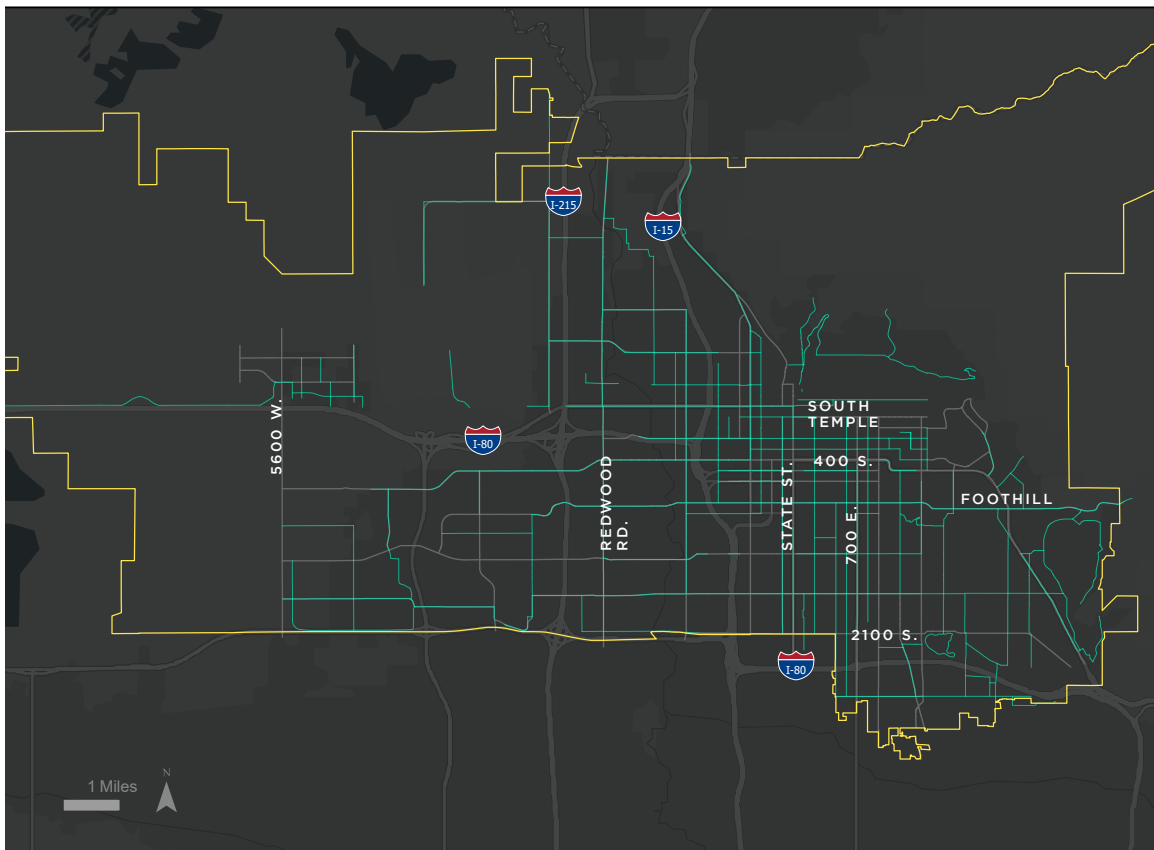 I-215
I-15
SOUTH
TEMPLE
5600 W.
I-80
400 S.
REDWOOD
RD.
STATE ST.
700 E.
FOOTHILL
2100 S.
I-80
1 Miles
N